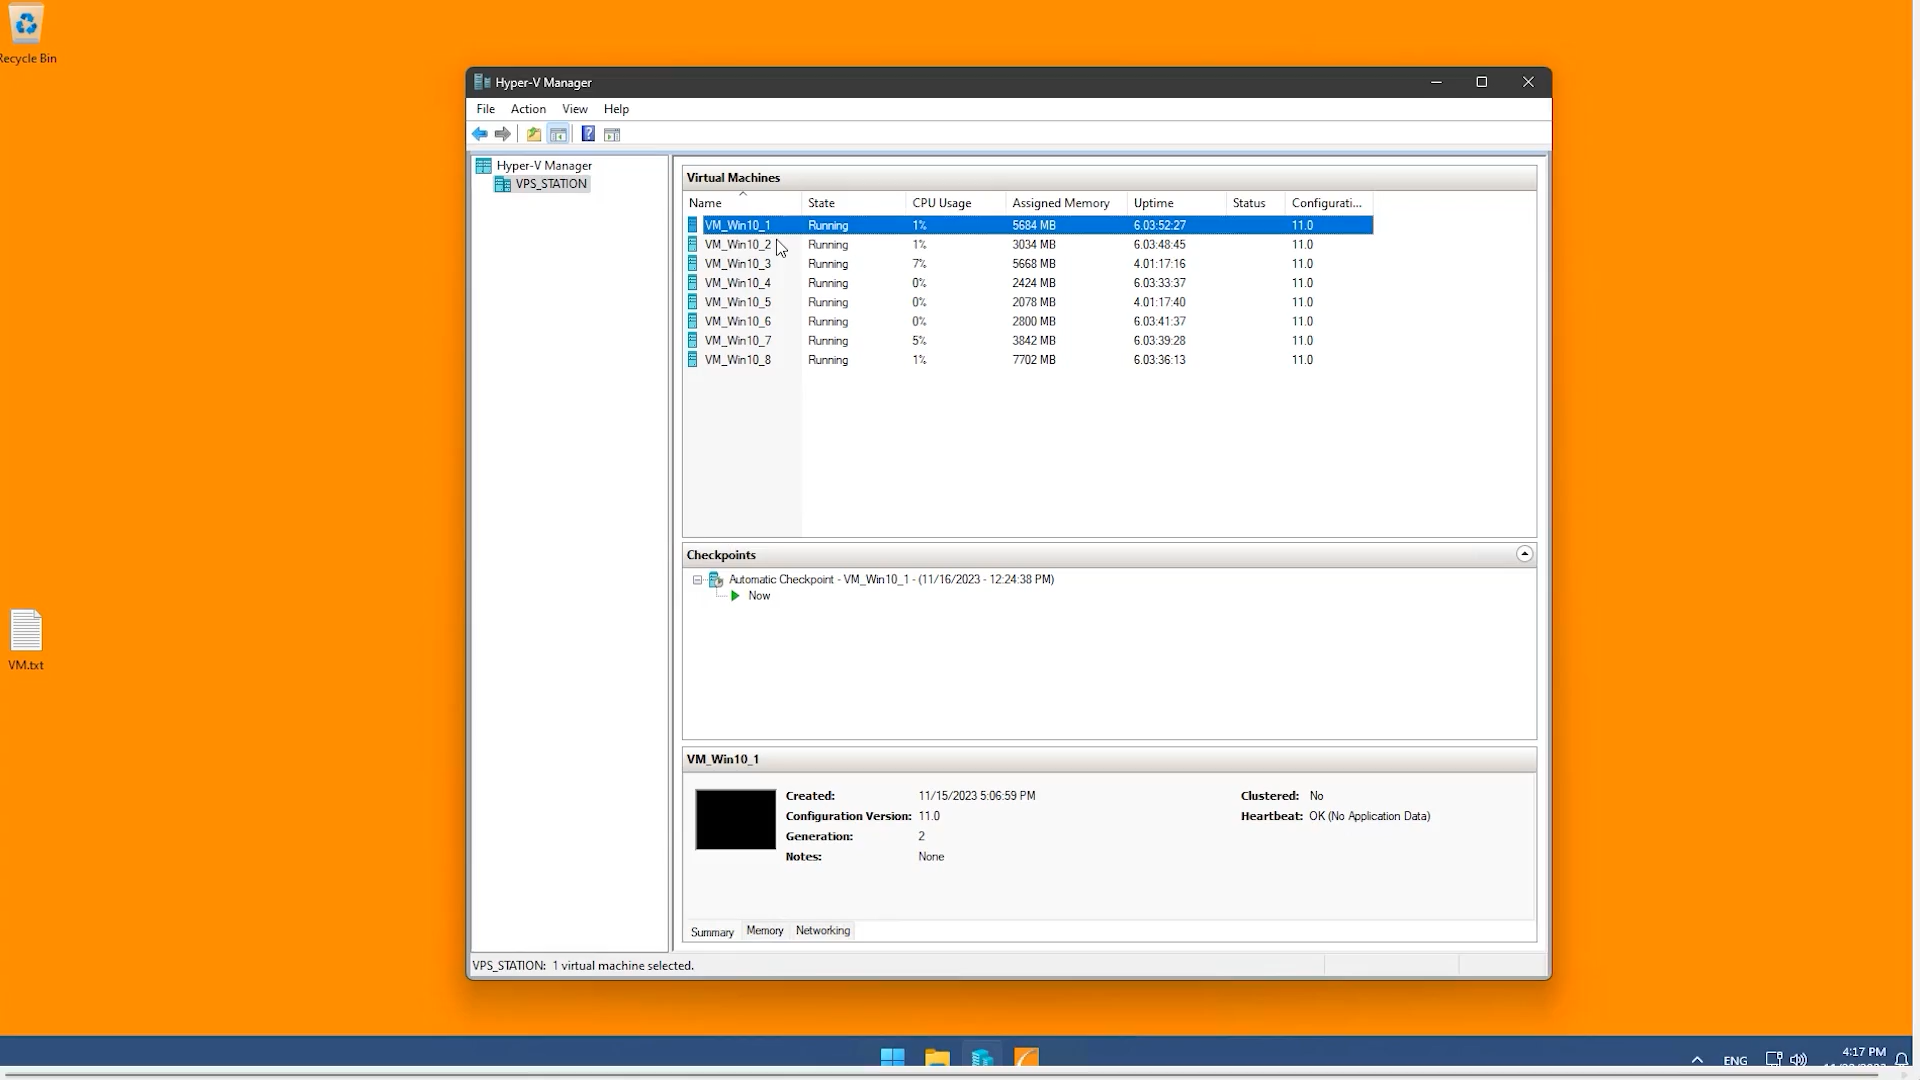 Recycle Bin
Hyper-V Manager
File Action View Help
Hyper-V Manager
VPS_STATION
Virtual Machines
Name State CPU Usage Assigned Memory Uptime Status Configurati...
VM_Win10_1 Running 1% 5684 MB 6.03:52:27 11.0
VM_Win10_2 Running 1% 3034 MB 6.03:48:45 11.0
VM_Win10_3 Running 7% 5668 MB 4.01:17:16 11.0
VM_Win10_4 Running 0% 2424 MB 6.03:33:37 11.0
VM_Win10_5 Running 0% 2078 MB 4.01:17:40 11.0
VM_Win10_6 Running 0% 2800 MB 6.03:41:37 11.0
VM_Win10_7 Running 5% 3842 MB 6.03:39:28 11.0
VM_Win10_8 Running 1% 7702 MB 6.03:36:13 11.0
Checkpoints
Automatic Checkpoint - VM_Win10_1 - (11/16/2023 - 12:24:38 PM)
Now
VM.txt
VM_Win10_1
Created: 11/15/2023 5:06:59 PM Clustered: No
Configuration Version: 11.0 Heartbeat: OK (No Application Data)
Generation: 2
Notes: None
Summary Memory Networking
VPS_STATION: 1 virtual machine selected.
ENG 4:17 PM